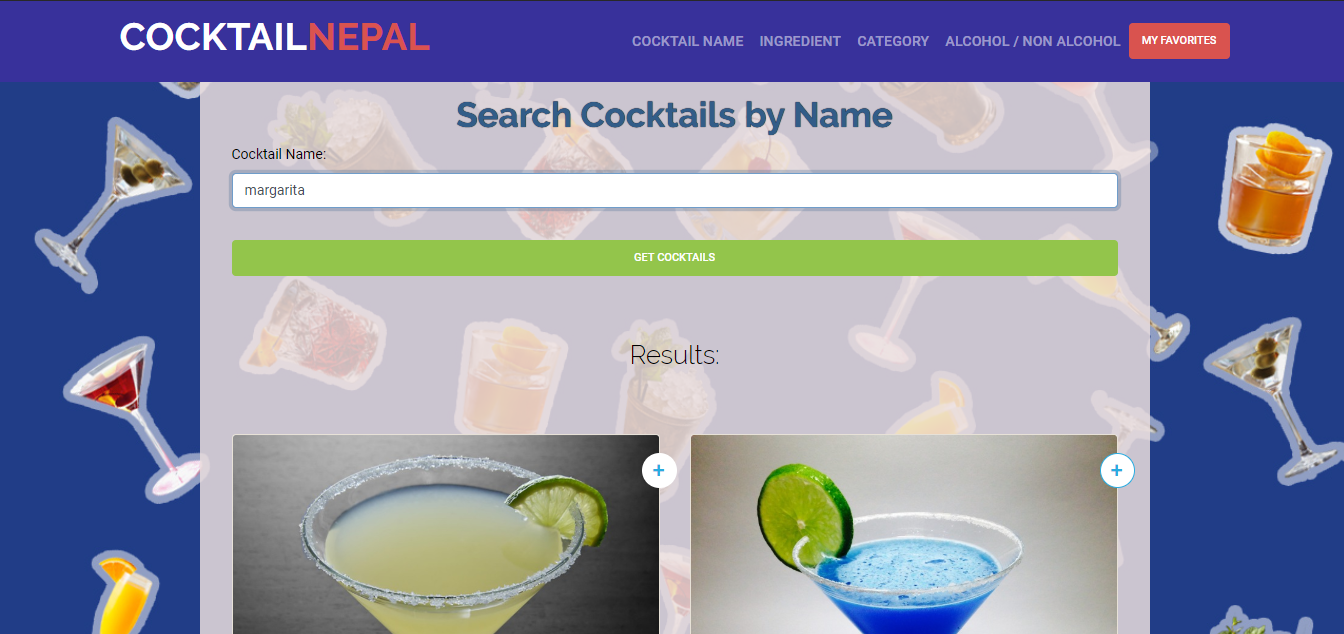 COCKTAILNEPAL
COCKTAIL NAME INGREDIENT CATEGORY ALCOHOL / NON ALCOHOL MY FAVORITES
Search Cocktails by Name
Cocktail Name:
margarita
GET COCKTAILS
Results:
+ +